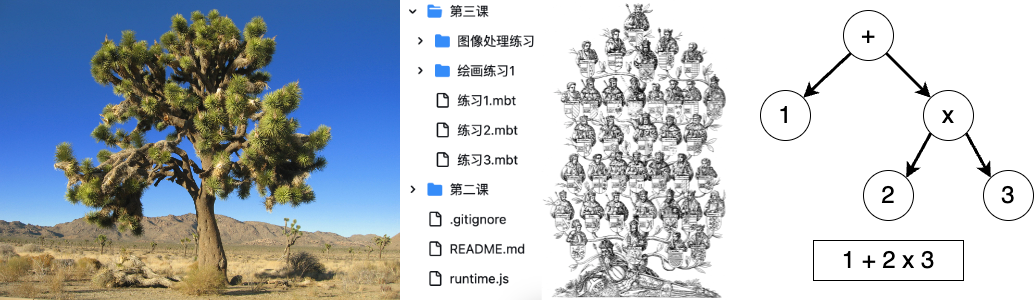 第三课
图像处理练习
绘画练习1
练习1.mbt
练习2.mbt
练习3.mbt
第二课
.gitignore
README.md
runtime.js
+
1
x
2
3
1 + 2 x 3